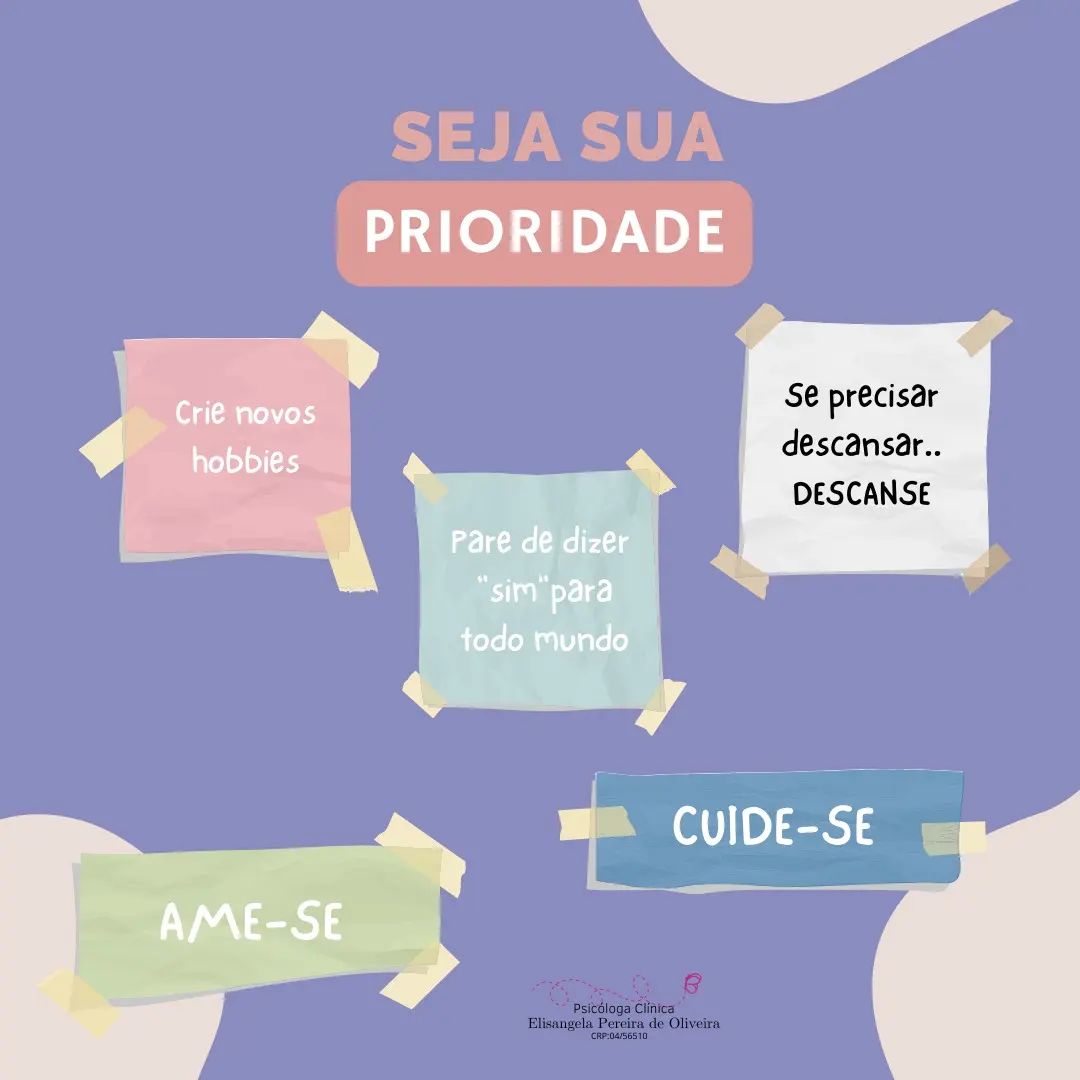 SEJA SUA
PRIORIDADE
Crie novos
hobbies
Se precisar
descansar..
DESCANSE
Pare de dizer
"sim"para
todo mundo
CUIDE-SE
AME-SE
Psicóloga Clínica
Elisangela Pereira de Oliveira
CRP:04/56510